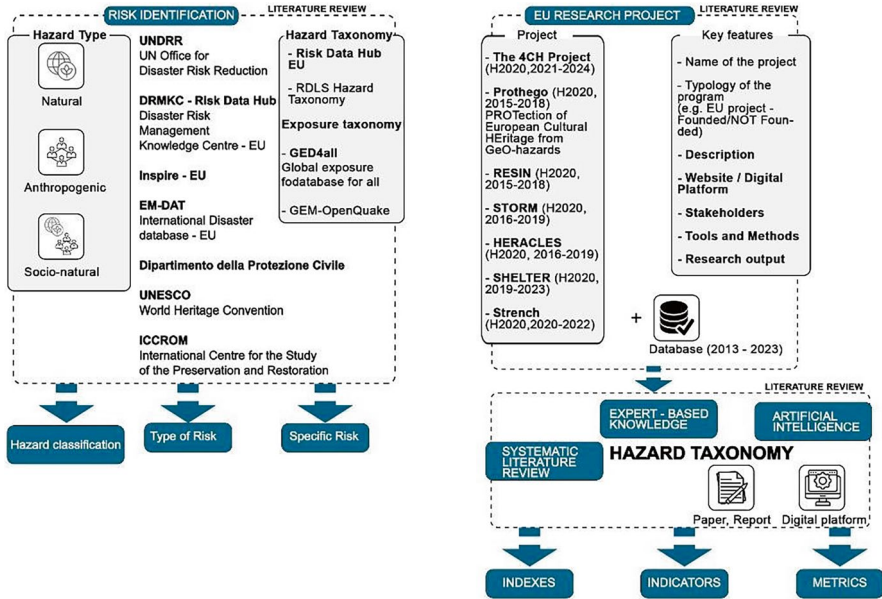 RISK IDENTIFICATION
LITERATURE REVIEW
Hazard Type
Natural
Anthropogenic
Socio-natural
UNDRR
UN Office for
Disaster Risk Reduction
DRMKC - Risk Data Hub
Disaster Risk
Management
Knowledge Centre - EU
Inspire - EU
EM-DAT
International Disaster
database - EU
Dipartimento della Protezione Civile
UNESCO
World Heritage Convention
ICCROM
International Centre for the Study
of the Preservation and Restoration
Hazard Taxonomy
- Risk Data Hub
EU
- RDLS Hazard
Taxonomy
Exposure taxonomy
- GED4all
Global exposure
fodatabase for all
- GEM-OpenQuake
LITERATURE REVIEW
Hazard classification
Type of Risk
Specific Risk
EU RESEARCH PROJECT
LITERATURE REVIEW
Project
- The 4CH Project
(H2020,2021-2024)
- Prothego (H2020,
2015-2018)
PROTection of
European Cultural
HEritage from
GeO-hazards
- RESIN (H2020,
2015-2018)
- STORM (H2020,
2016-2019)
- HERACLES
(H2020, 2016-2019)
- SHELTER (H2020,
2019-2023)
- Strench
(H2020,2020-2022)
Key features
- Name of the project
- Typology of the
program
(e.g. EU project -
Founded/NOT Foun-
ded)
- Description
- Website / Digital
Platform
- Stakeholders
- Tools and Methods
- Research output
+
Database (2013 - 2023)
LITERATURE REVIEW
EXPERT - BASED
KNOWLEDGE
ARTIFICIAL
INTELLIGENCE
SYSTEMATIC
LITERATURE
REVIEW
HAZARD TAXONOMY
Paper, Report
Digital platform
INDEXES
INDICATORS
METRICS